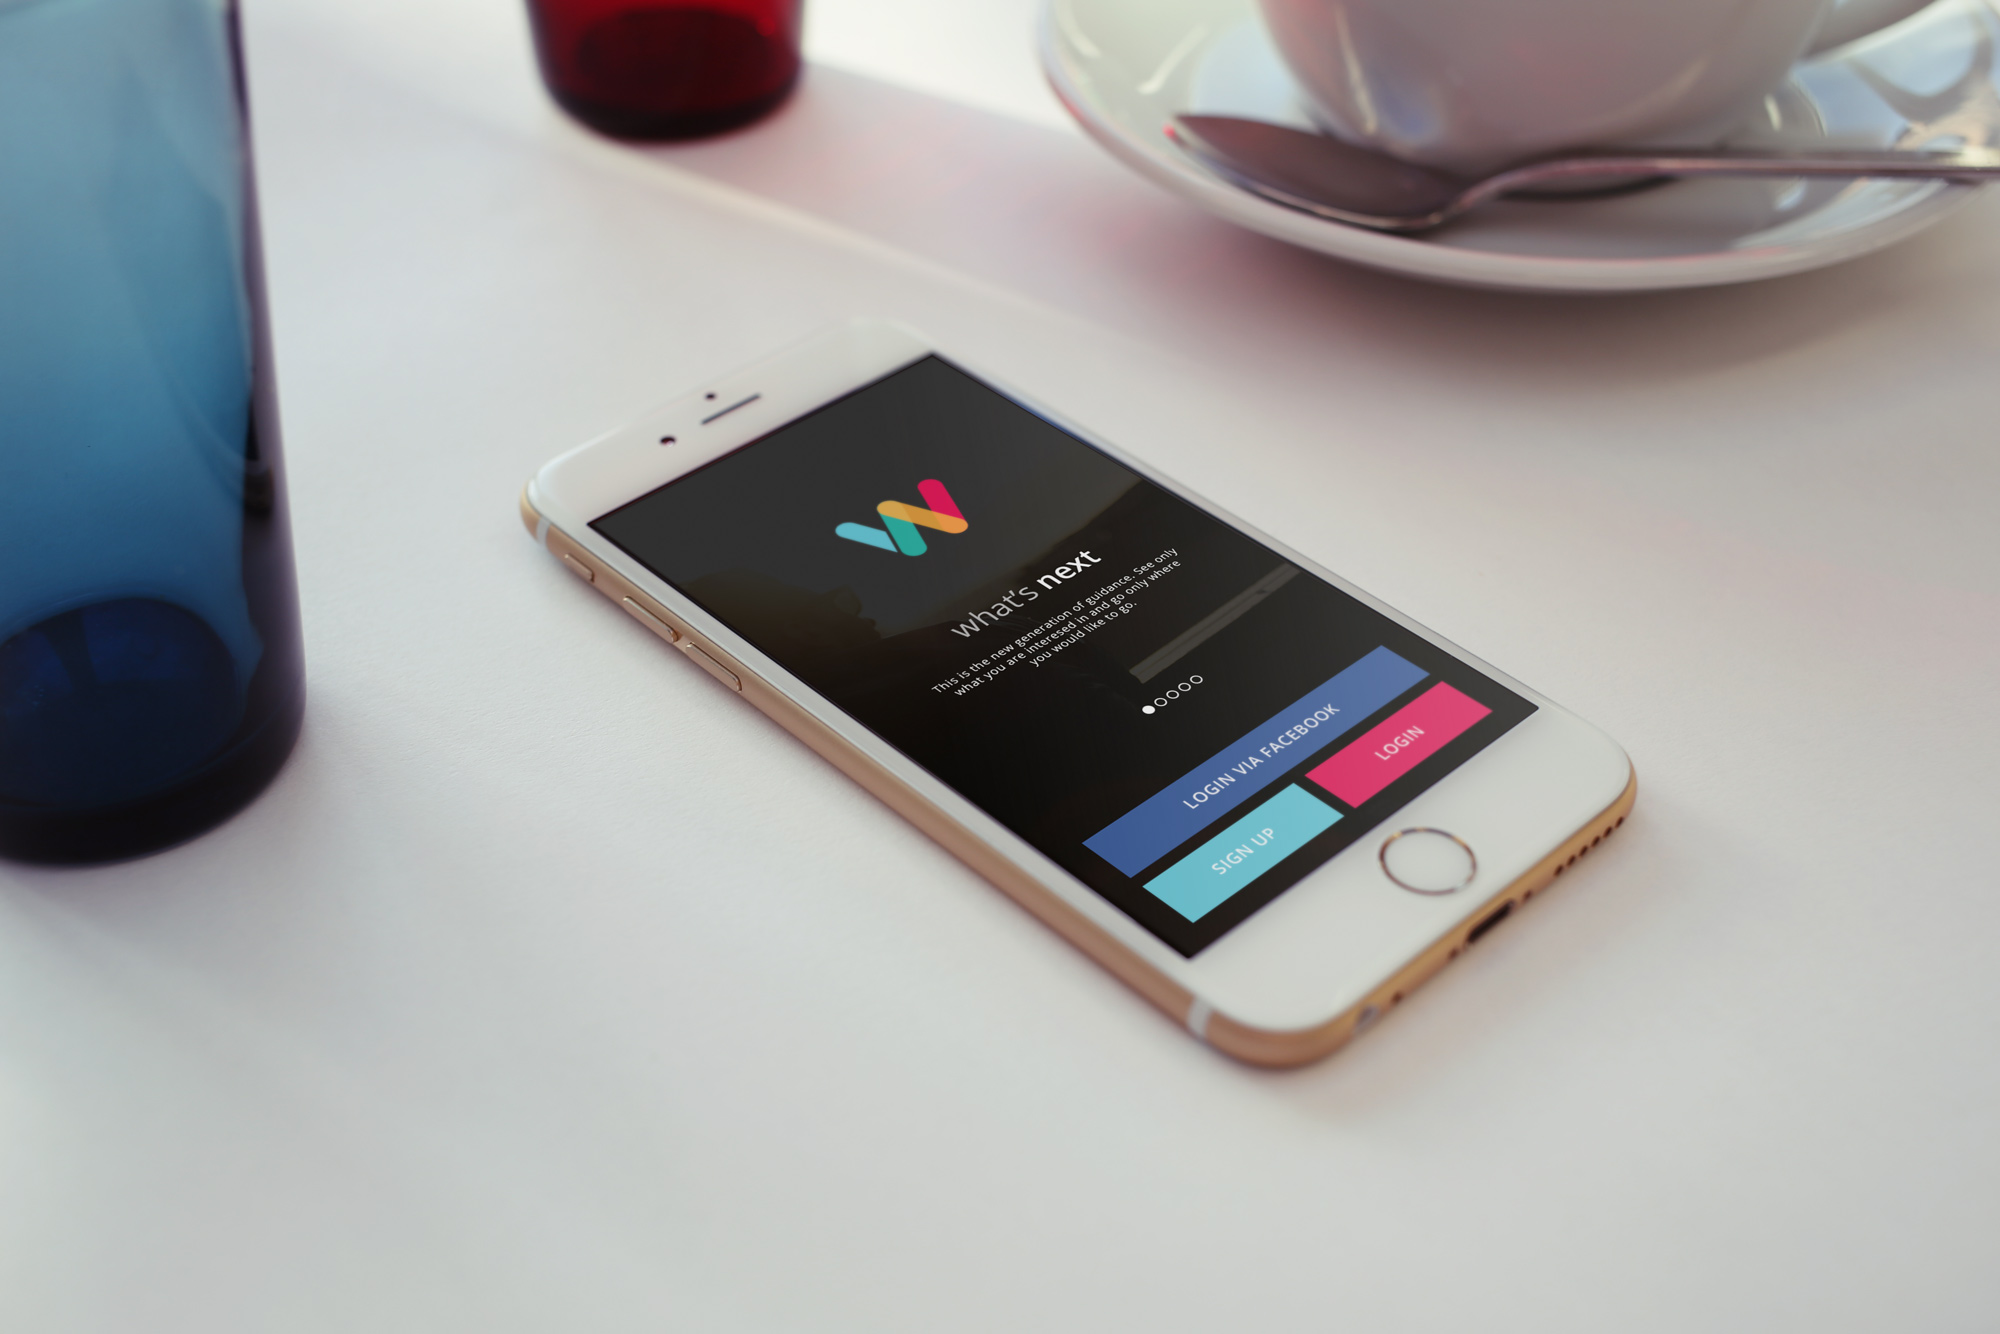 what's next
This is the new generation of guidance. See only
what you are interesed in and go only where
you would like to go.
LOGIN VIA FACEBOOK
SIGN UP
LOGIN